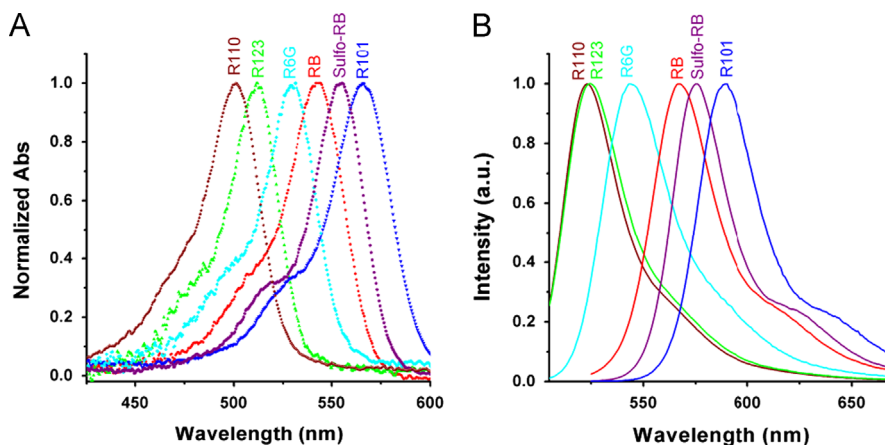 A
R110
R123
R6G
RB
Sulfo-RB
R101
1.0
0.8
0.6
0.4
0.2
0.0
Normalized Abs
450
500
550
600
Wavelength (nm)
B
R110
R123
R6G
RB
Sulfo-RB
R101
1.0
0.8
0.6
0.4
0.2
0.0
Intensity (a.u.)
550
600
650
Wavelength (nm)